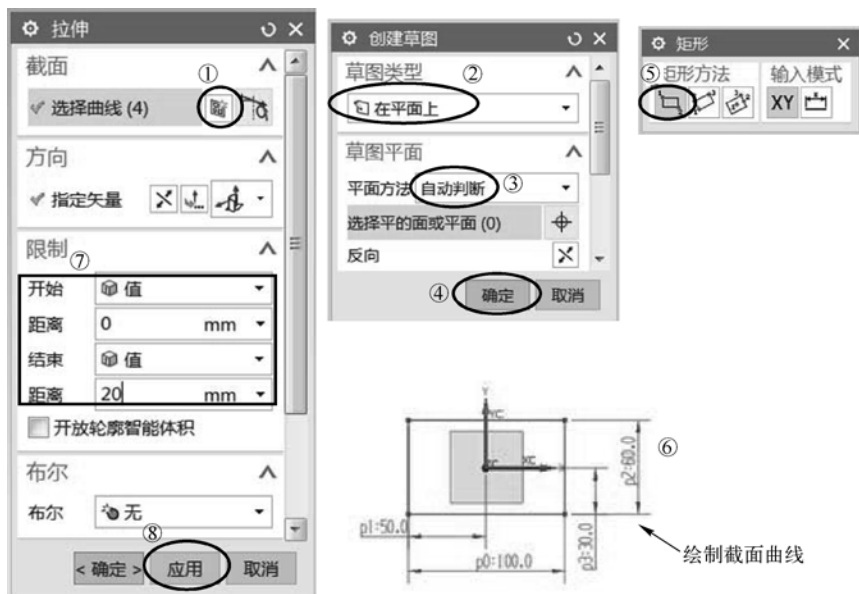 拉伸
截面
①
选择曲线 (4)
方向
指定矢量
限制
⑦
开始 值
距离 0 mm
结束 值
距离 20 mm
开放轮廓智能体积
布尔
布尔 无
⑧
< 确定 > 应用 取消
创建草图
草图类型 ②
在平面上
草图平面
平面方法 自动判断 ③
选择平的面或平面 (0)
反向
④ 确定 取消
矩形
⑤ 矩形方法 输入模式
XY
Y
YC
XC
⑥
p2:60.0
p1:50.0
p3:30.0
p0:100.0
绘制截面曲线